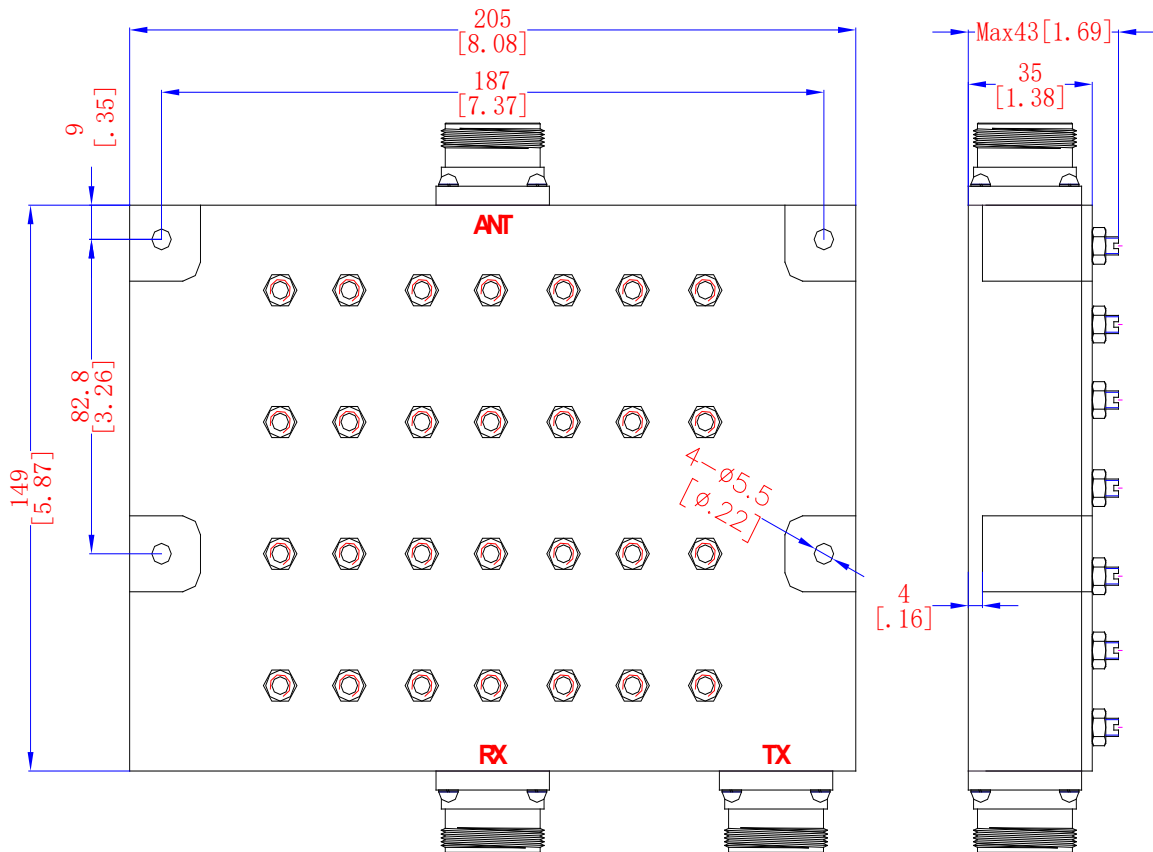 205
[8.08]
Max43[1.69]
187
[7.37]
35
[1.38]
9
[.35]
ANT
82.8
[3.26]
149
[5.87]
4-ø5.5
[ø.22]
4
[.16]
RX
TX